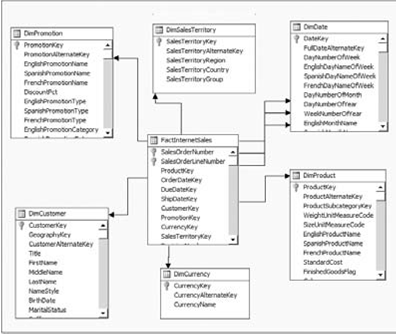 DimPromotion
PromotionKey
PromotionAlternateKey
EnglishPromotionName
SpanishPromotionName
FrenchPromotionName
DiscountPct
EnglishPromotionType
SpanishPromotionType
FrenchPromotionType
EnglishPromotionCategory
DimSalesTerritory
SalesTerritoryKey
SalesTerritoryAlternateKey
SalesTerritoryRegion
SalesTerritoryCountry
SalesTerritoryGroup
DimDate
DateKey
FullDateAlternateKey
DayNumberOfWeek
EnglishDayNameOfWeek
SpanishDayNameOfWeek
FrenchDayNameOfWeek
DayNumberOfMonth
DayNumberOfYear
WeekNumberOfYear
EnglishMonthName
FactInternetSales
SalesOrderNumber
SalesOrderLineNumber
ProductKey
OrderDateKey
DueDateKey
ShipDateKey
CustomerKey
PromotionKey
CurrencyKey
SalesTerritoryKey
DimProduct
ProductKey
ProductAlternateKey
ProductSubcategoryKey
WeightUnitMeasureCode
SizeUnitMeasureCode
EnglishProductName
SpanishProductName
FrenchProductName
StandardCost
FinishedGoodsFlag
DimCustomer
CustomerKey
GeographyKey
CustomerAlternateKey
Title
FirstName
MiddleName
LastName
NameStyle
BirthDate
MaritalStatus
DimCurrency
CurrencyKey
CurrencyAlternateKey
CurrencyName